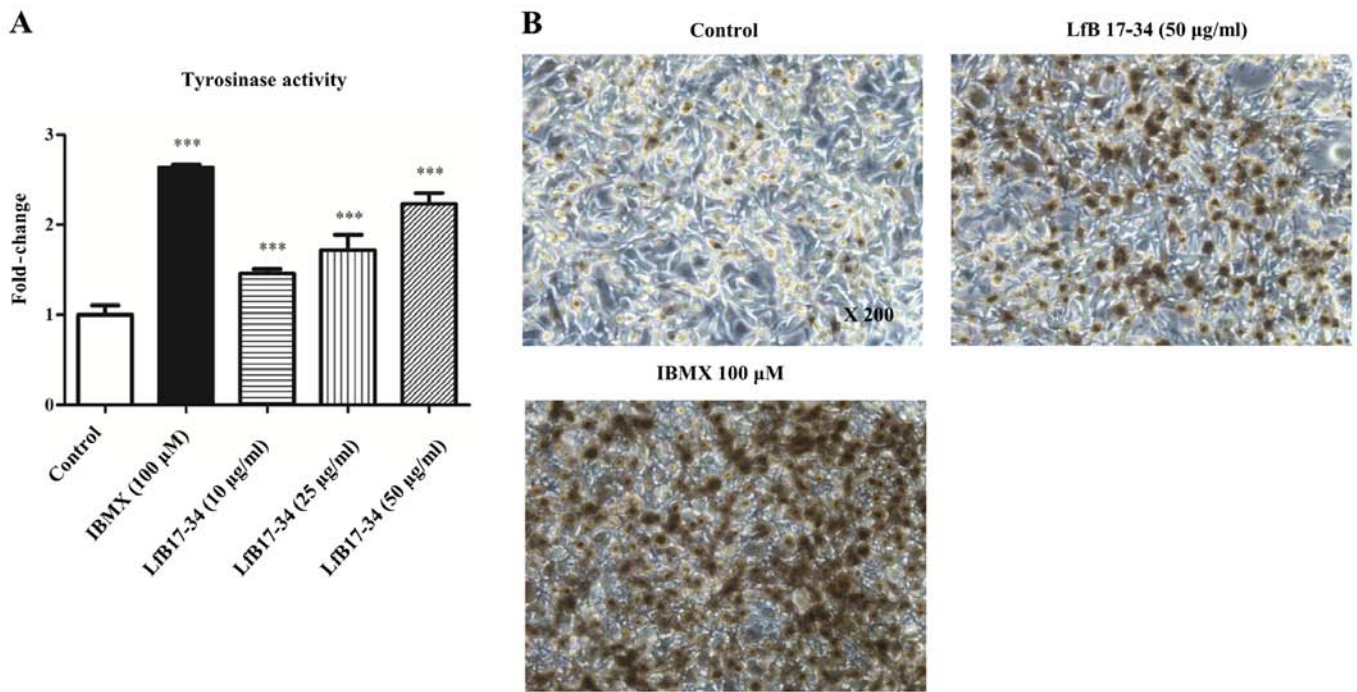 A
Tyrosinase activity
Fold-change
3
2
1
0
***
***
***
***
Control
IBMX (100 µM)
LfB17-34 (10 µg/ml)
LfB17-34 (25 µg/ml)
LfB17-34 (50 µg/ml)
B
Control
X 200
LfB 17-34 (50 µg/ml)
IBMX 100 µM